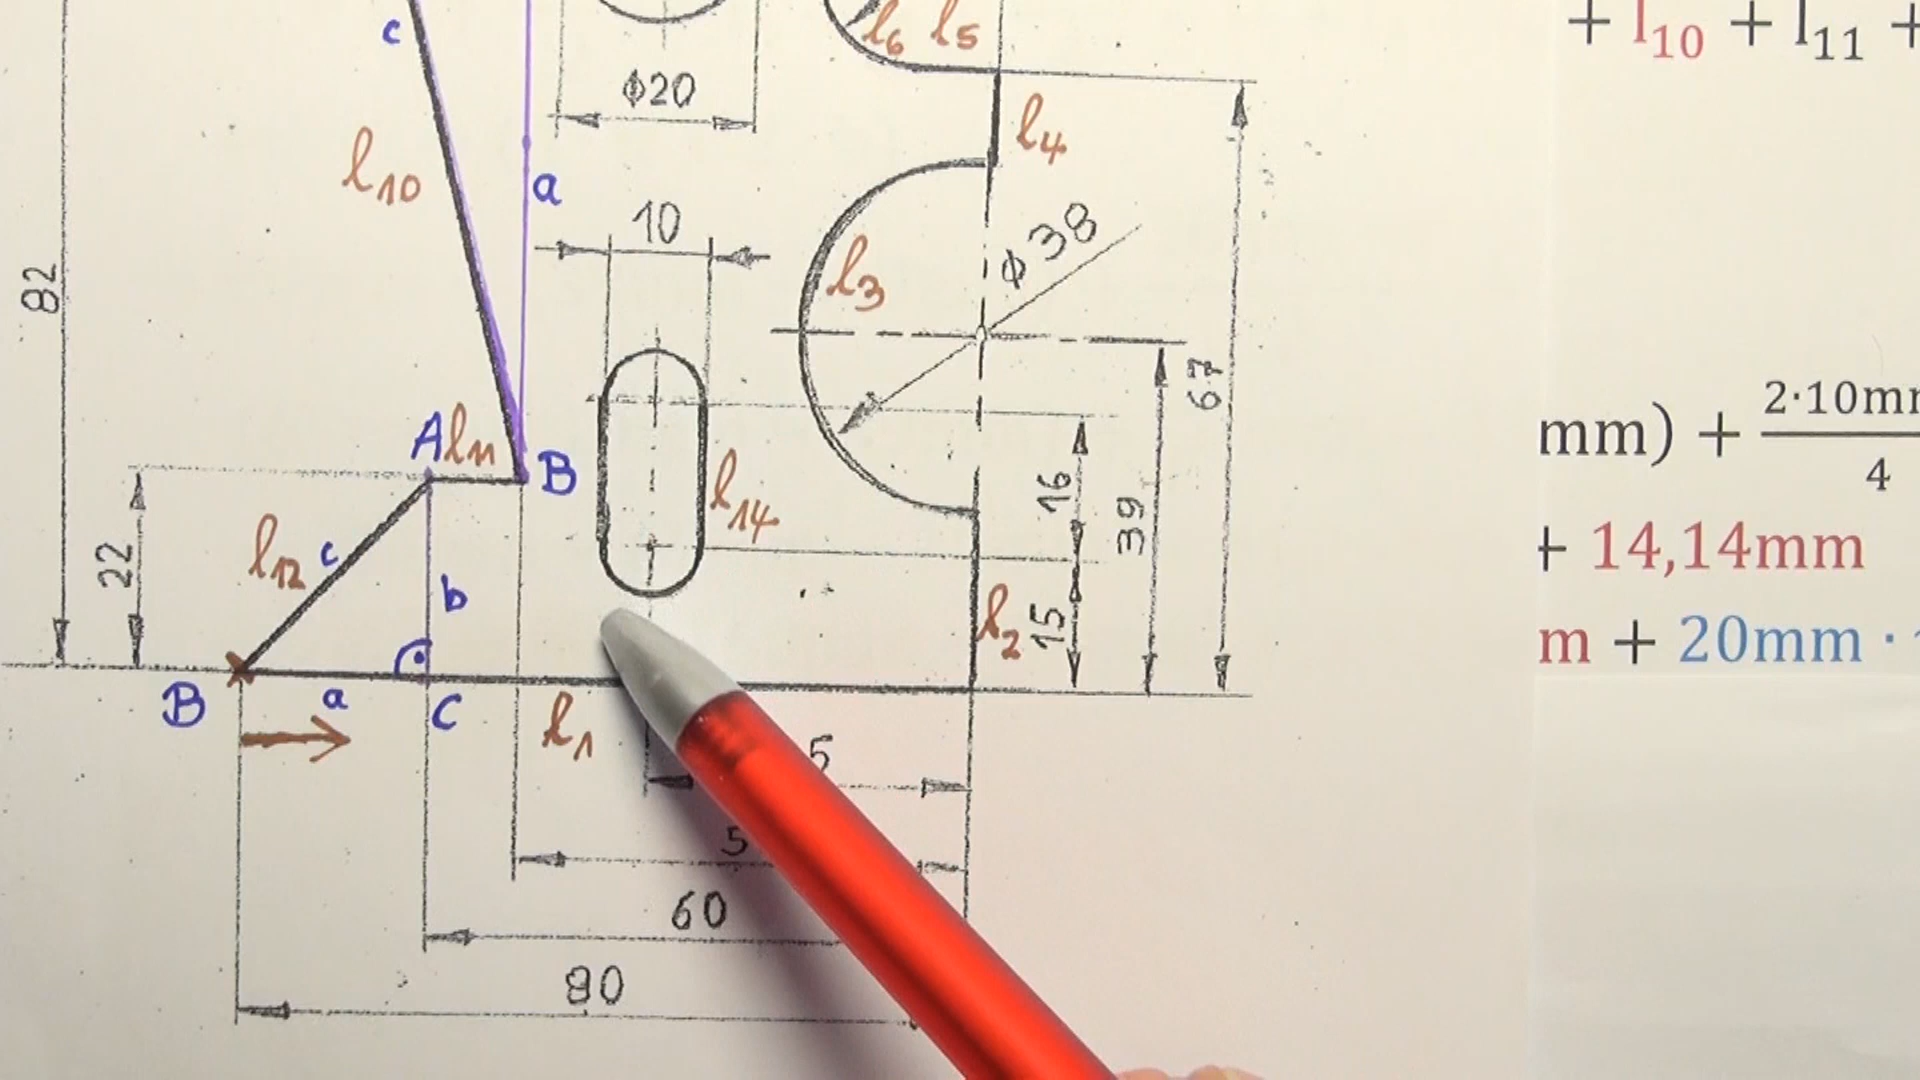 c
l6 l5
+ l10 + l11 +
ϕ20
l4
l10
a
10
ϕ38
l3
82
67
2·10mm
mm) + 
4
A l11 B
l14
16
39
+ 14,14mm
22
l12 c
b
l2 15
m + 20mm ·
B a C l1
5
5
60
80